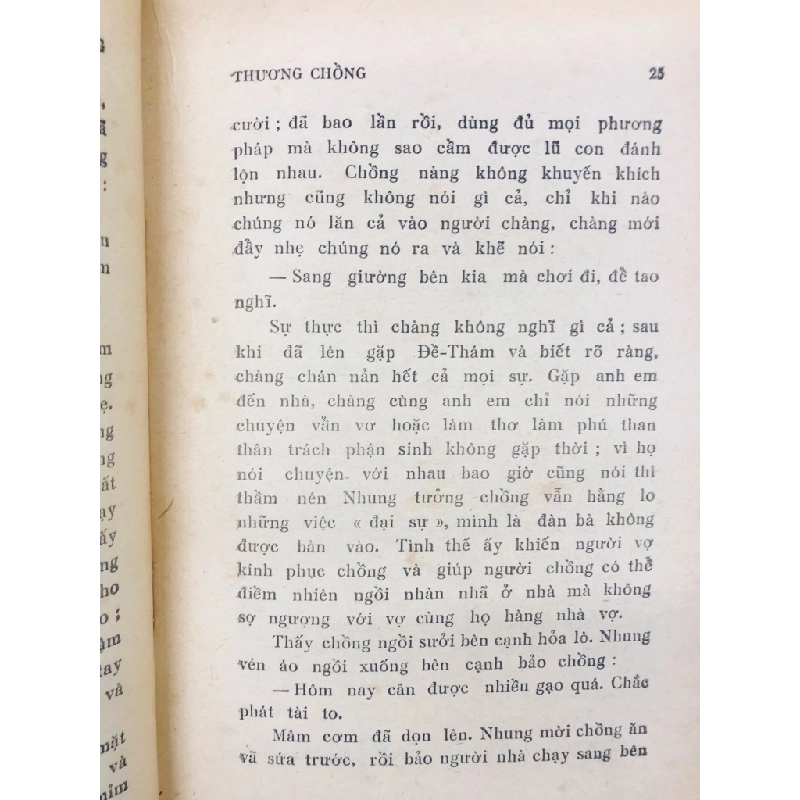 THƯƠNG CHỒNG 25
cười ; đã bao lần rồi, dùng đủ mọi phương
pháp mà không sao cấm được lũ con đánh
lộn nhau. Chồng nàng không khuyến khích
nhưng cũng không nói gì cả, chỉ khi nào
chúng nó lăn cả vào người chàng, chàng mới
đẩy nhẹ chúng nó ra và khẽ nói :
— Sang giường bên kia mà chơi đi, để tao
nghĩ.
Sự thực thì chàng không nghĩ gì cả ; sau
khi đã lên gặp Đề-Thám và biết rõ ràng,
chàng chán nản hết cả mọi sự. Gặp anh em
đến nhà, chàng cùng anh em chỉ nói những
chuyện vẩn vơ hoặc làm thơ làm phú than
thân trách phận sinh không gặp thời ; vì họ
nói chuyện với nhau bao giờ cũng nói thì
thầm nên Nhung tưởng chồng vẫn hằng lo
những việc « đại sự », mình là đàn bà không
được bàn vào. Tình thế ấy khiến người vợ
kính phục chồng và giúp người chồng có thể
điềm nhiên ngồi nhàn nhã ở nhà mà không
sợ ngượng với vợ cùng họ hàng nhà vợ.
Thấy chồng ngồi sưởi bên cạnh hỏa lò. Nhung
vén áo ngồi xuống bên cạnh bảo chồng :
— Hôm nay cân được nhiều gạo quá. Chắc
phát tài to.
Mâm cơm đã dọn lên. Nhung mời chồng ăn
và sửa trước, rồi bảo người nhà chạy sang bên